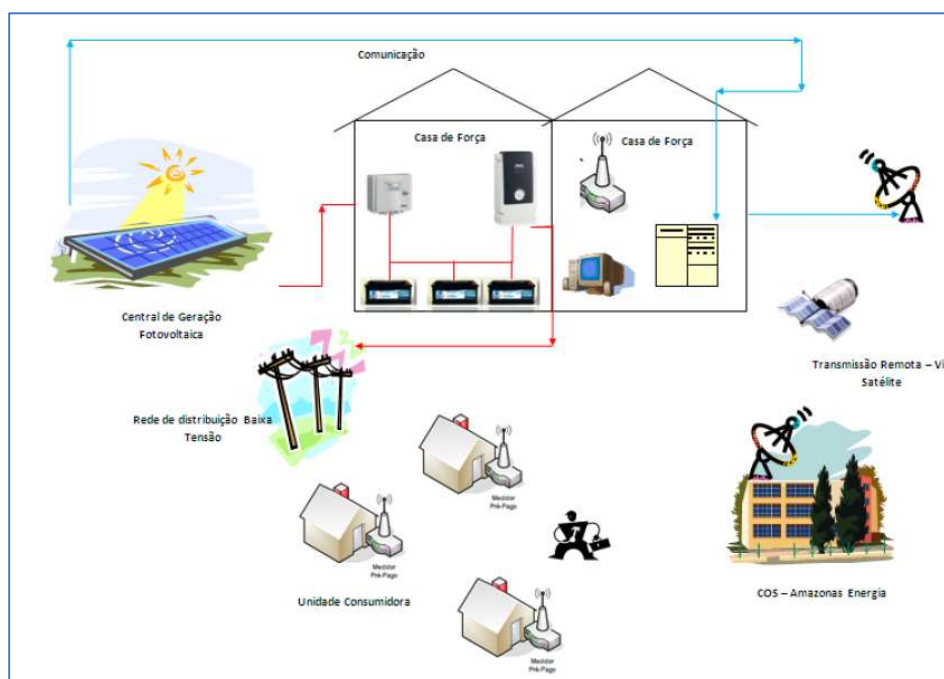 Comunicação
Casa de Força
Casa de Força
Central de Geração
Fotovoltaica
Transmissão Remota – Vi
Satélite
Rede de distribuição Baixa
Tensão
Medidor
Pré-Pago
Medidor
Pré-Pago
Unidade Consumidora
COS – Amazonas Energia
Medidor
Pré-Pago